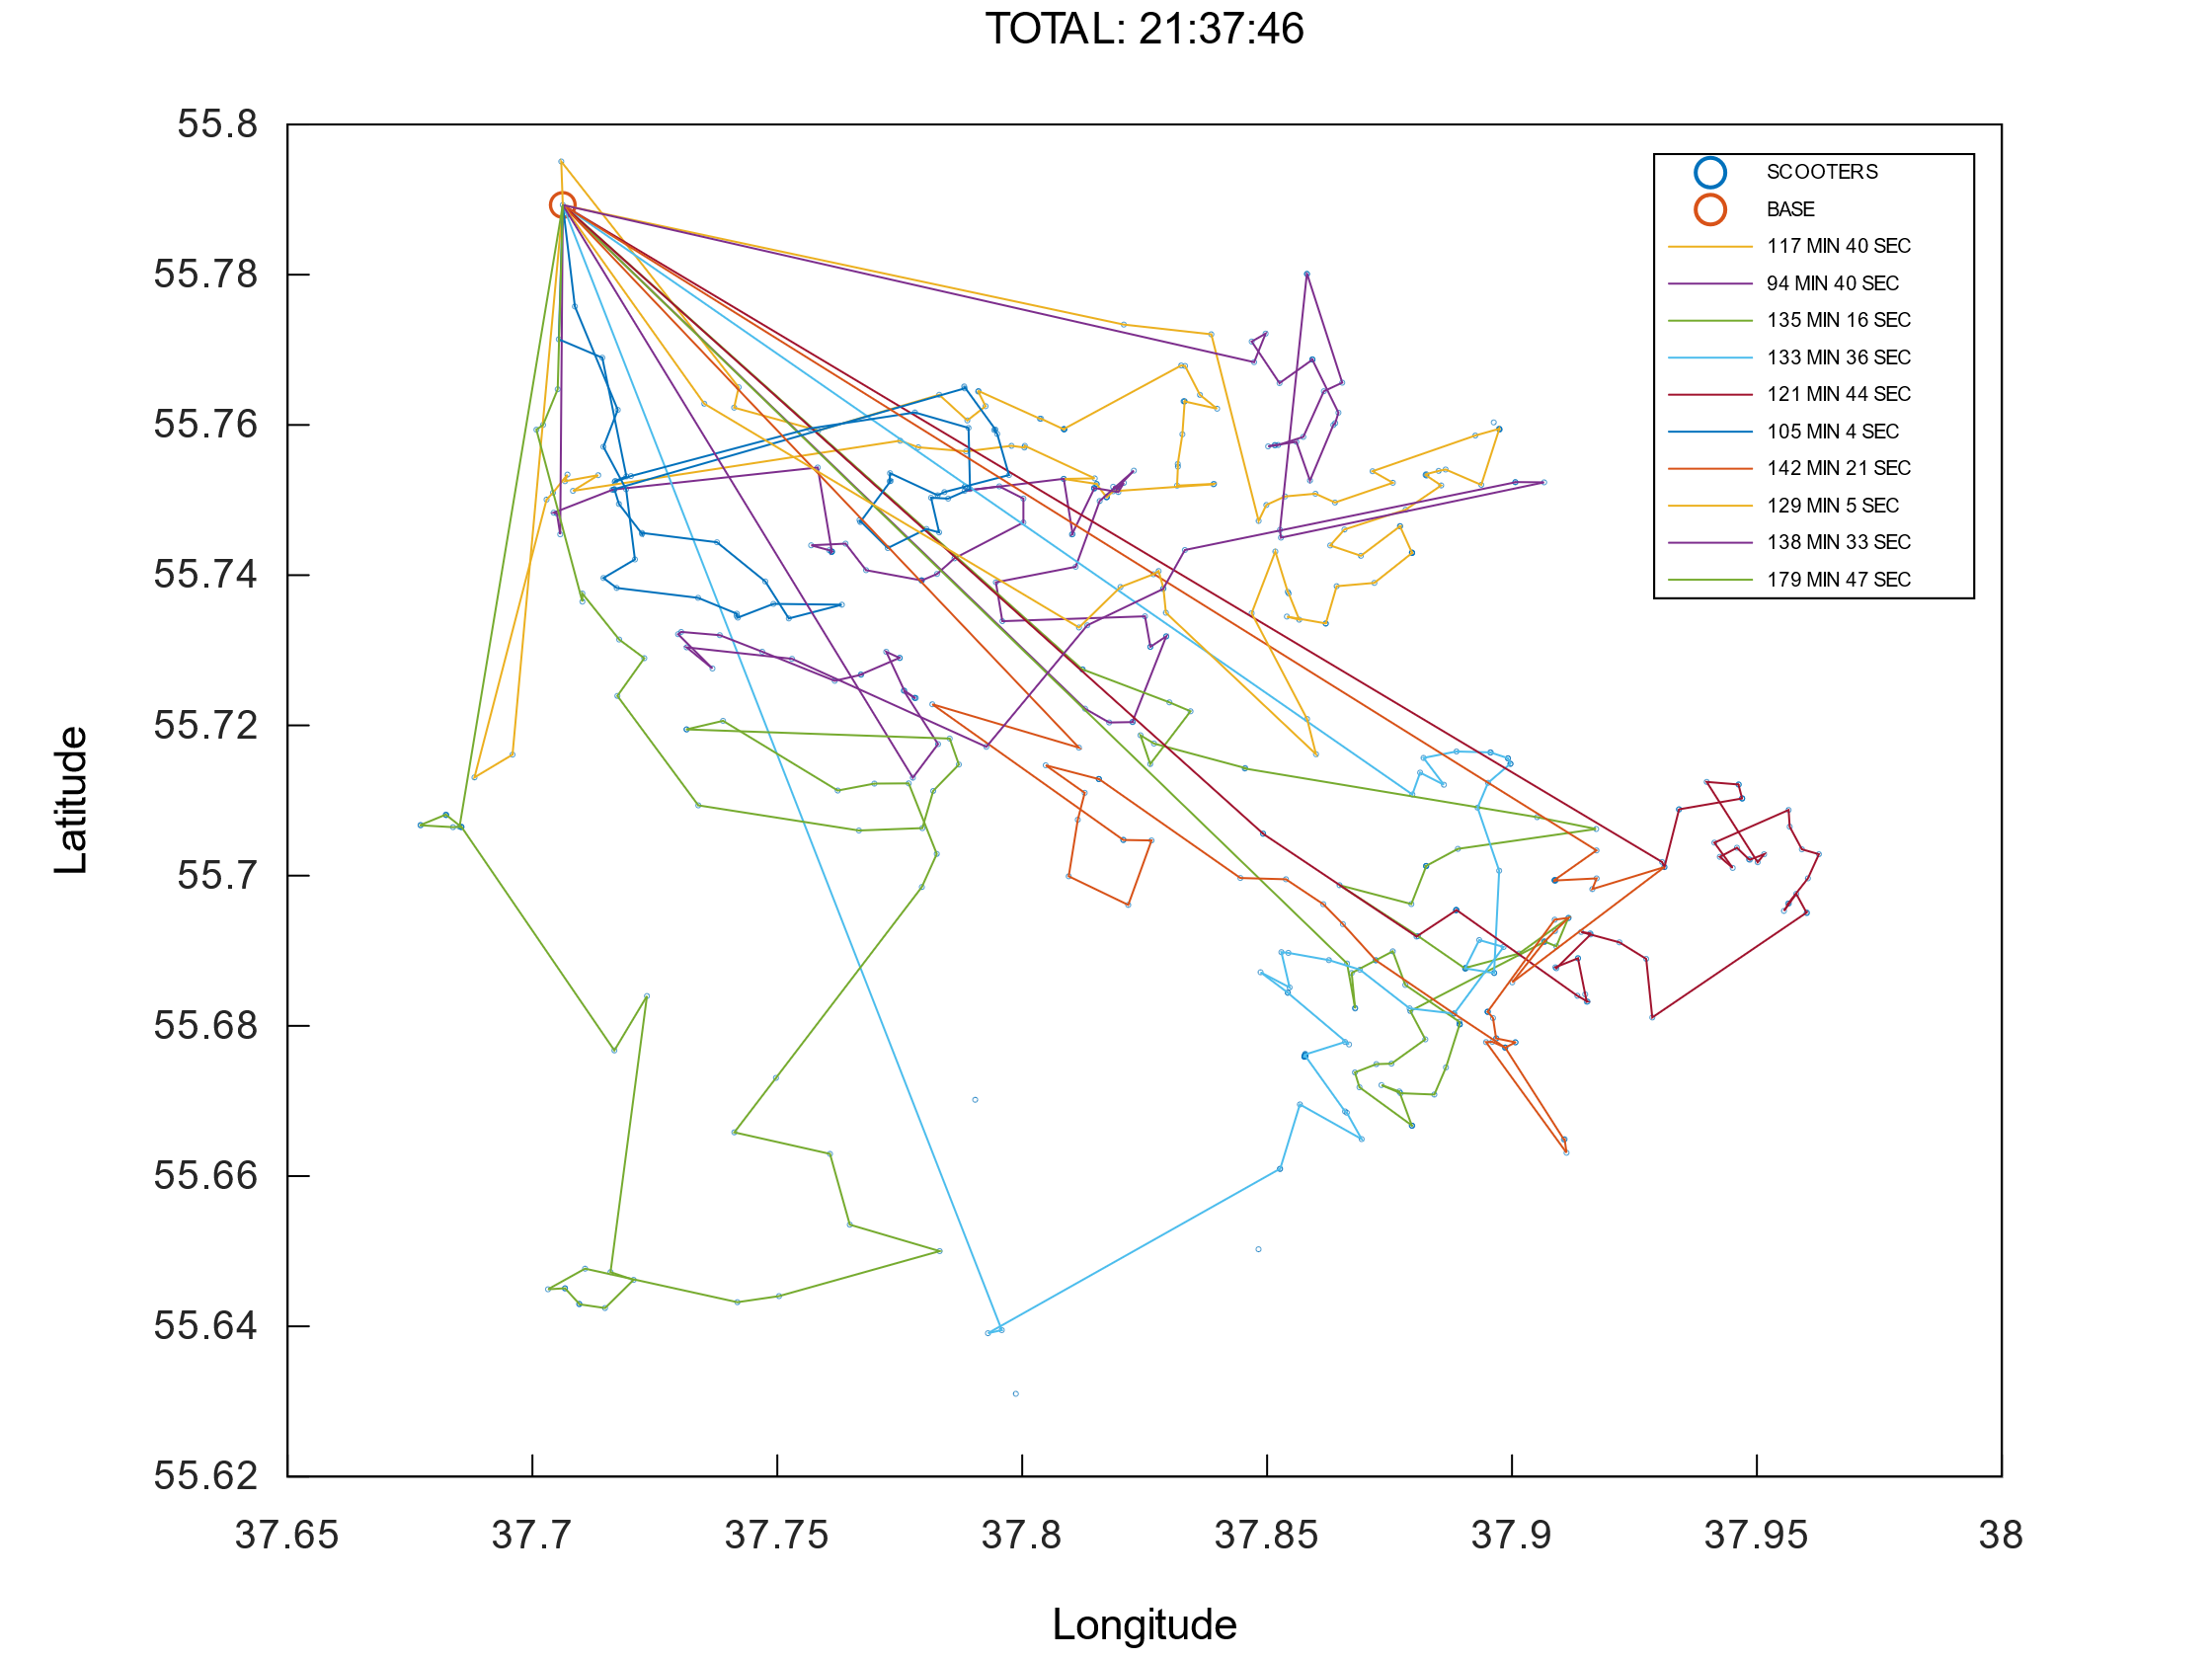 TOTAL: 21:37:46
55.8
55.78
55.76
55.74
55.72
55.7
55.68
55.66
55.64
55.62
Latitude
SCOOTERS
BASE
117 MIN 40 SEC
94 MIN 40 SEC
135 MIN 16 SEC
133 MIN 36 SEC
121 MIN 44 SEC
105 MIN 4 SEC
142 MIN 21 SEC
129 MIN 5 SEC
138 MIN 33 SEC
179 MIN 47 SEC
37.65 37.7 37.75 37.8 37.85 37.9 37.95 38
Longitude